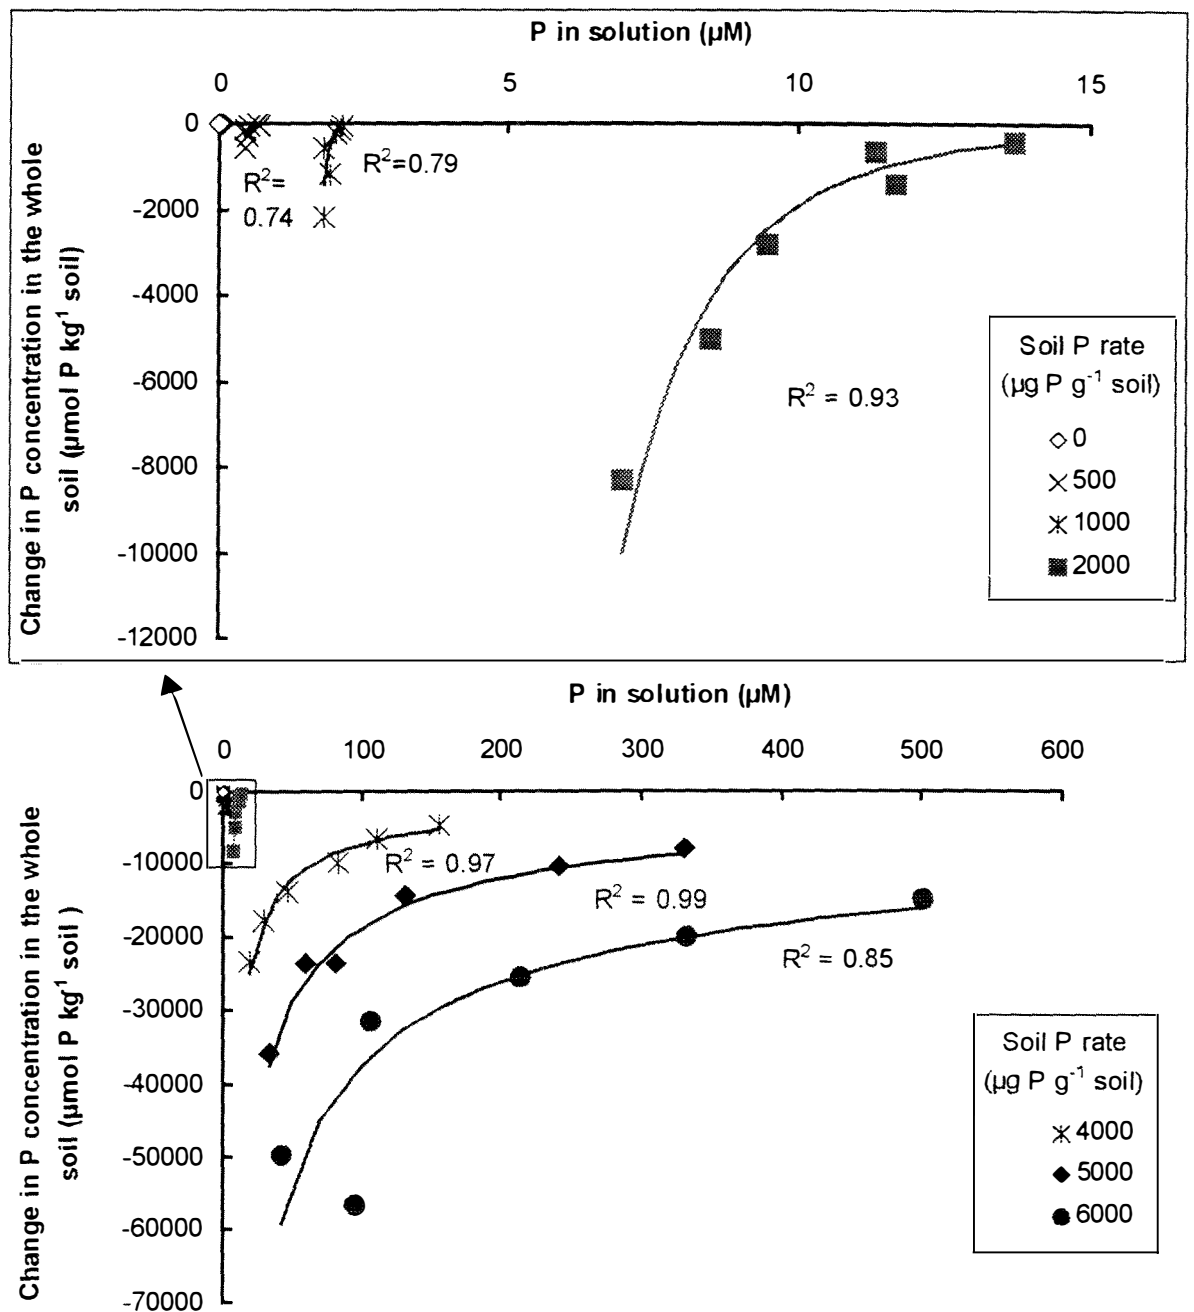 P in solution (µM)
0 5 10 15
0
-2000
-4000
-6000
-8000
-10000
-12000
Change in P concentration in the whole
soil (µmol P kg⁻¹ soil)
R²=
0.74
R²=0.79
R² = 0.93
Soil P rate
(µg P g⁻¹ soil)
0
500
1000
2000
P in solution (µM)
0 100 200 300 400 500 600
0
-10000
-20000
-30000
-40000
-50000
-60000
-70000
Change in P concentration in the whole
soil (µmol P kg⁻¹ soil )
R² = 0.97
R² = 0.99
R² = 0.85
Soil P rate
(µg P g⁻¹ soil)
4000
5000
6000